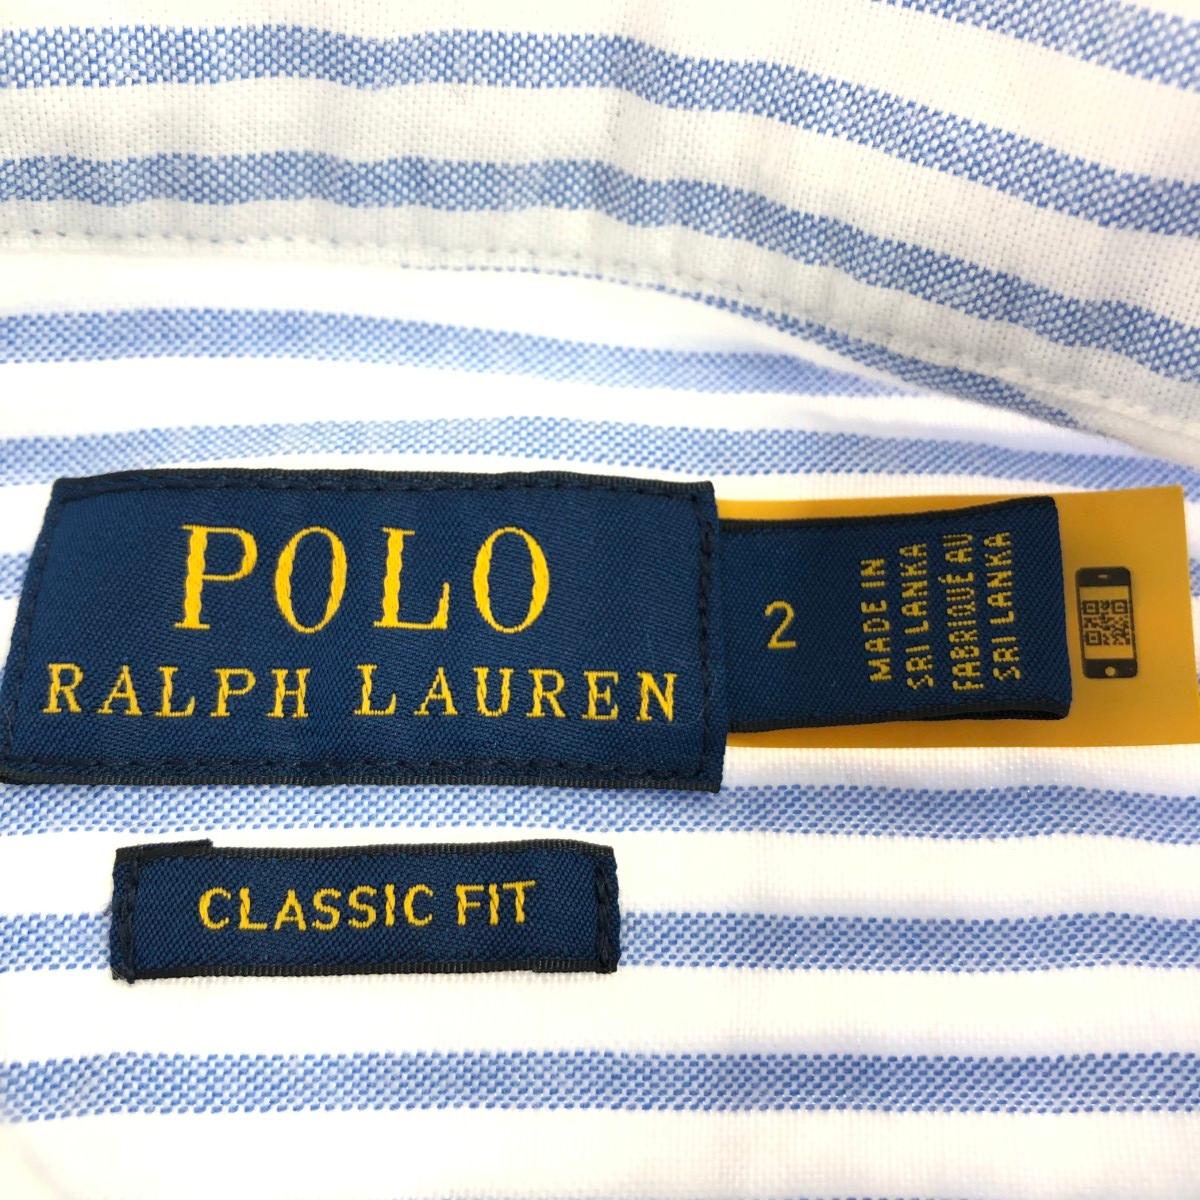 POLO
RALPH LAUREN
2
MADE IN
SRI LANKA
FABRIQUÉ AU
SRI LANKA
CLASSIC FIT